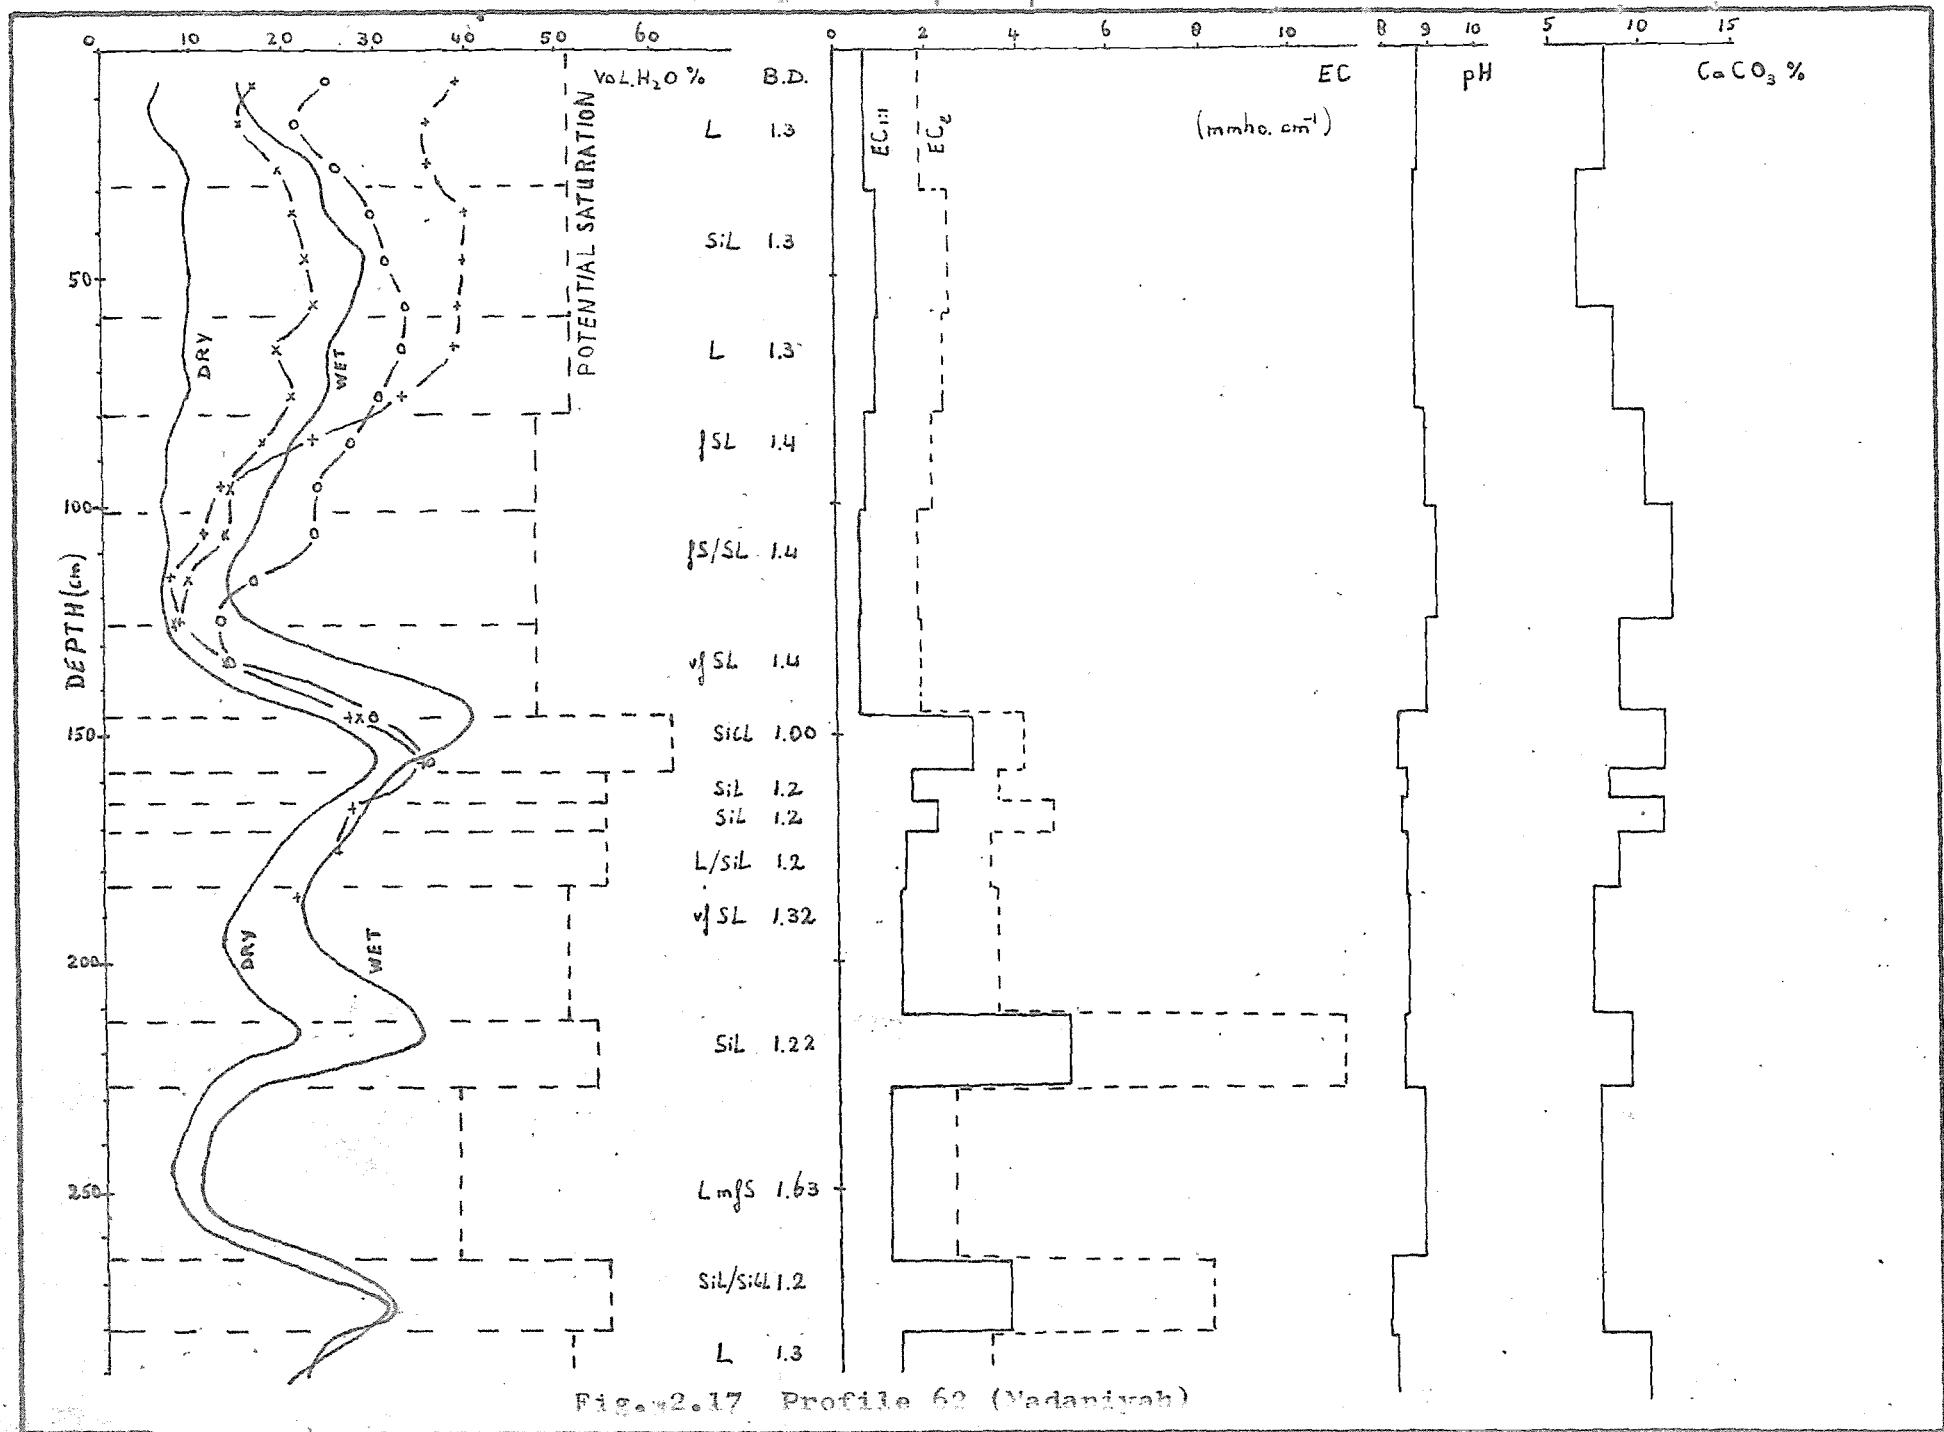 0 10 20 30 40 50 60
0 2 4 6 8 10
8 9 10
5 10 15
VOL.H₂O % B.D.
EC
pH
CaCO₃ %
(mmho.cm⁻¹)
POTENTIAL SATURATION
EC1:1
ECe
DRY
WET
L 1.3
SiL 1.3
L 1.3
fSL 1.4
fS/SL 1.4
vfSL 1.4
SiCL 1.00
SiL 1.2
SiL 1.2
L/SiL 1.2
vfSL 1.32
SiL 1.22
LmfS 1.63
SiL/SiCL 1.2
L 1.3
DRY
WET
DEPTH (cm)
50
100
150
200
250
Fig. 2.17 Profile 62